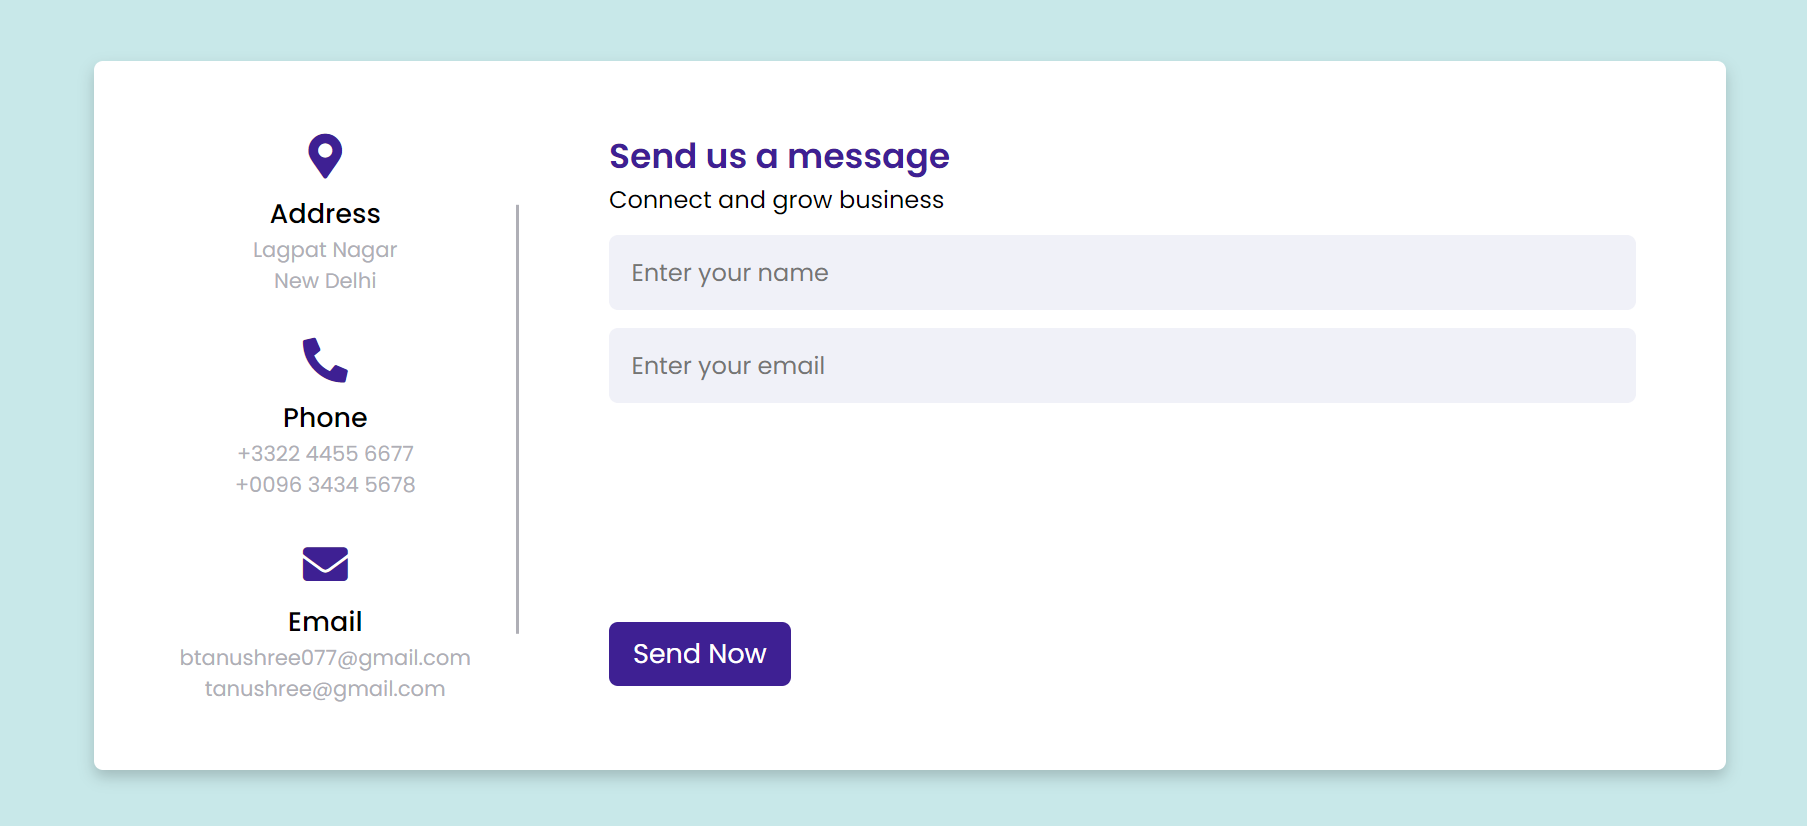 Address
Lagpat Nagar
New Delhi
Phone
+3322 4455 6677
+0096 3434 5678
Email
btanushree077@gmail.com
tanushree@gmail.com
Send us a message
Connect and grow business
Enter your name
Enter your email
Send Now